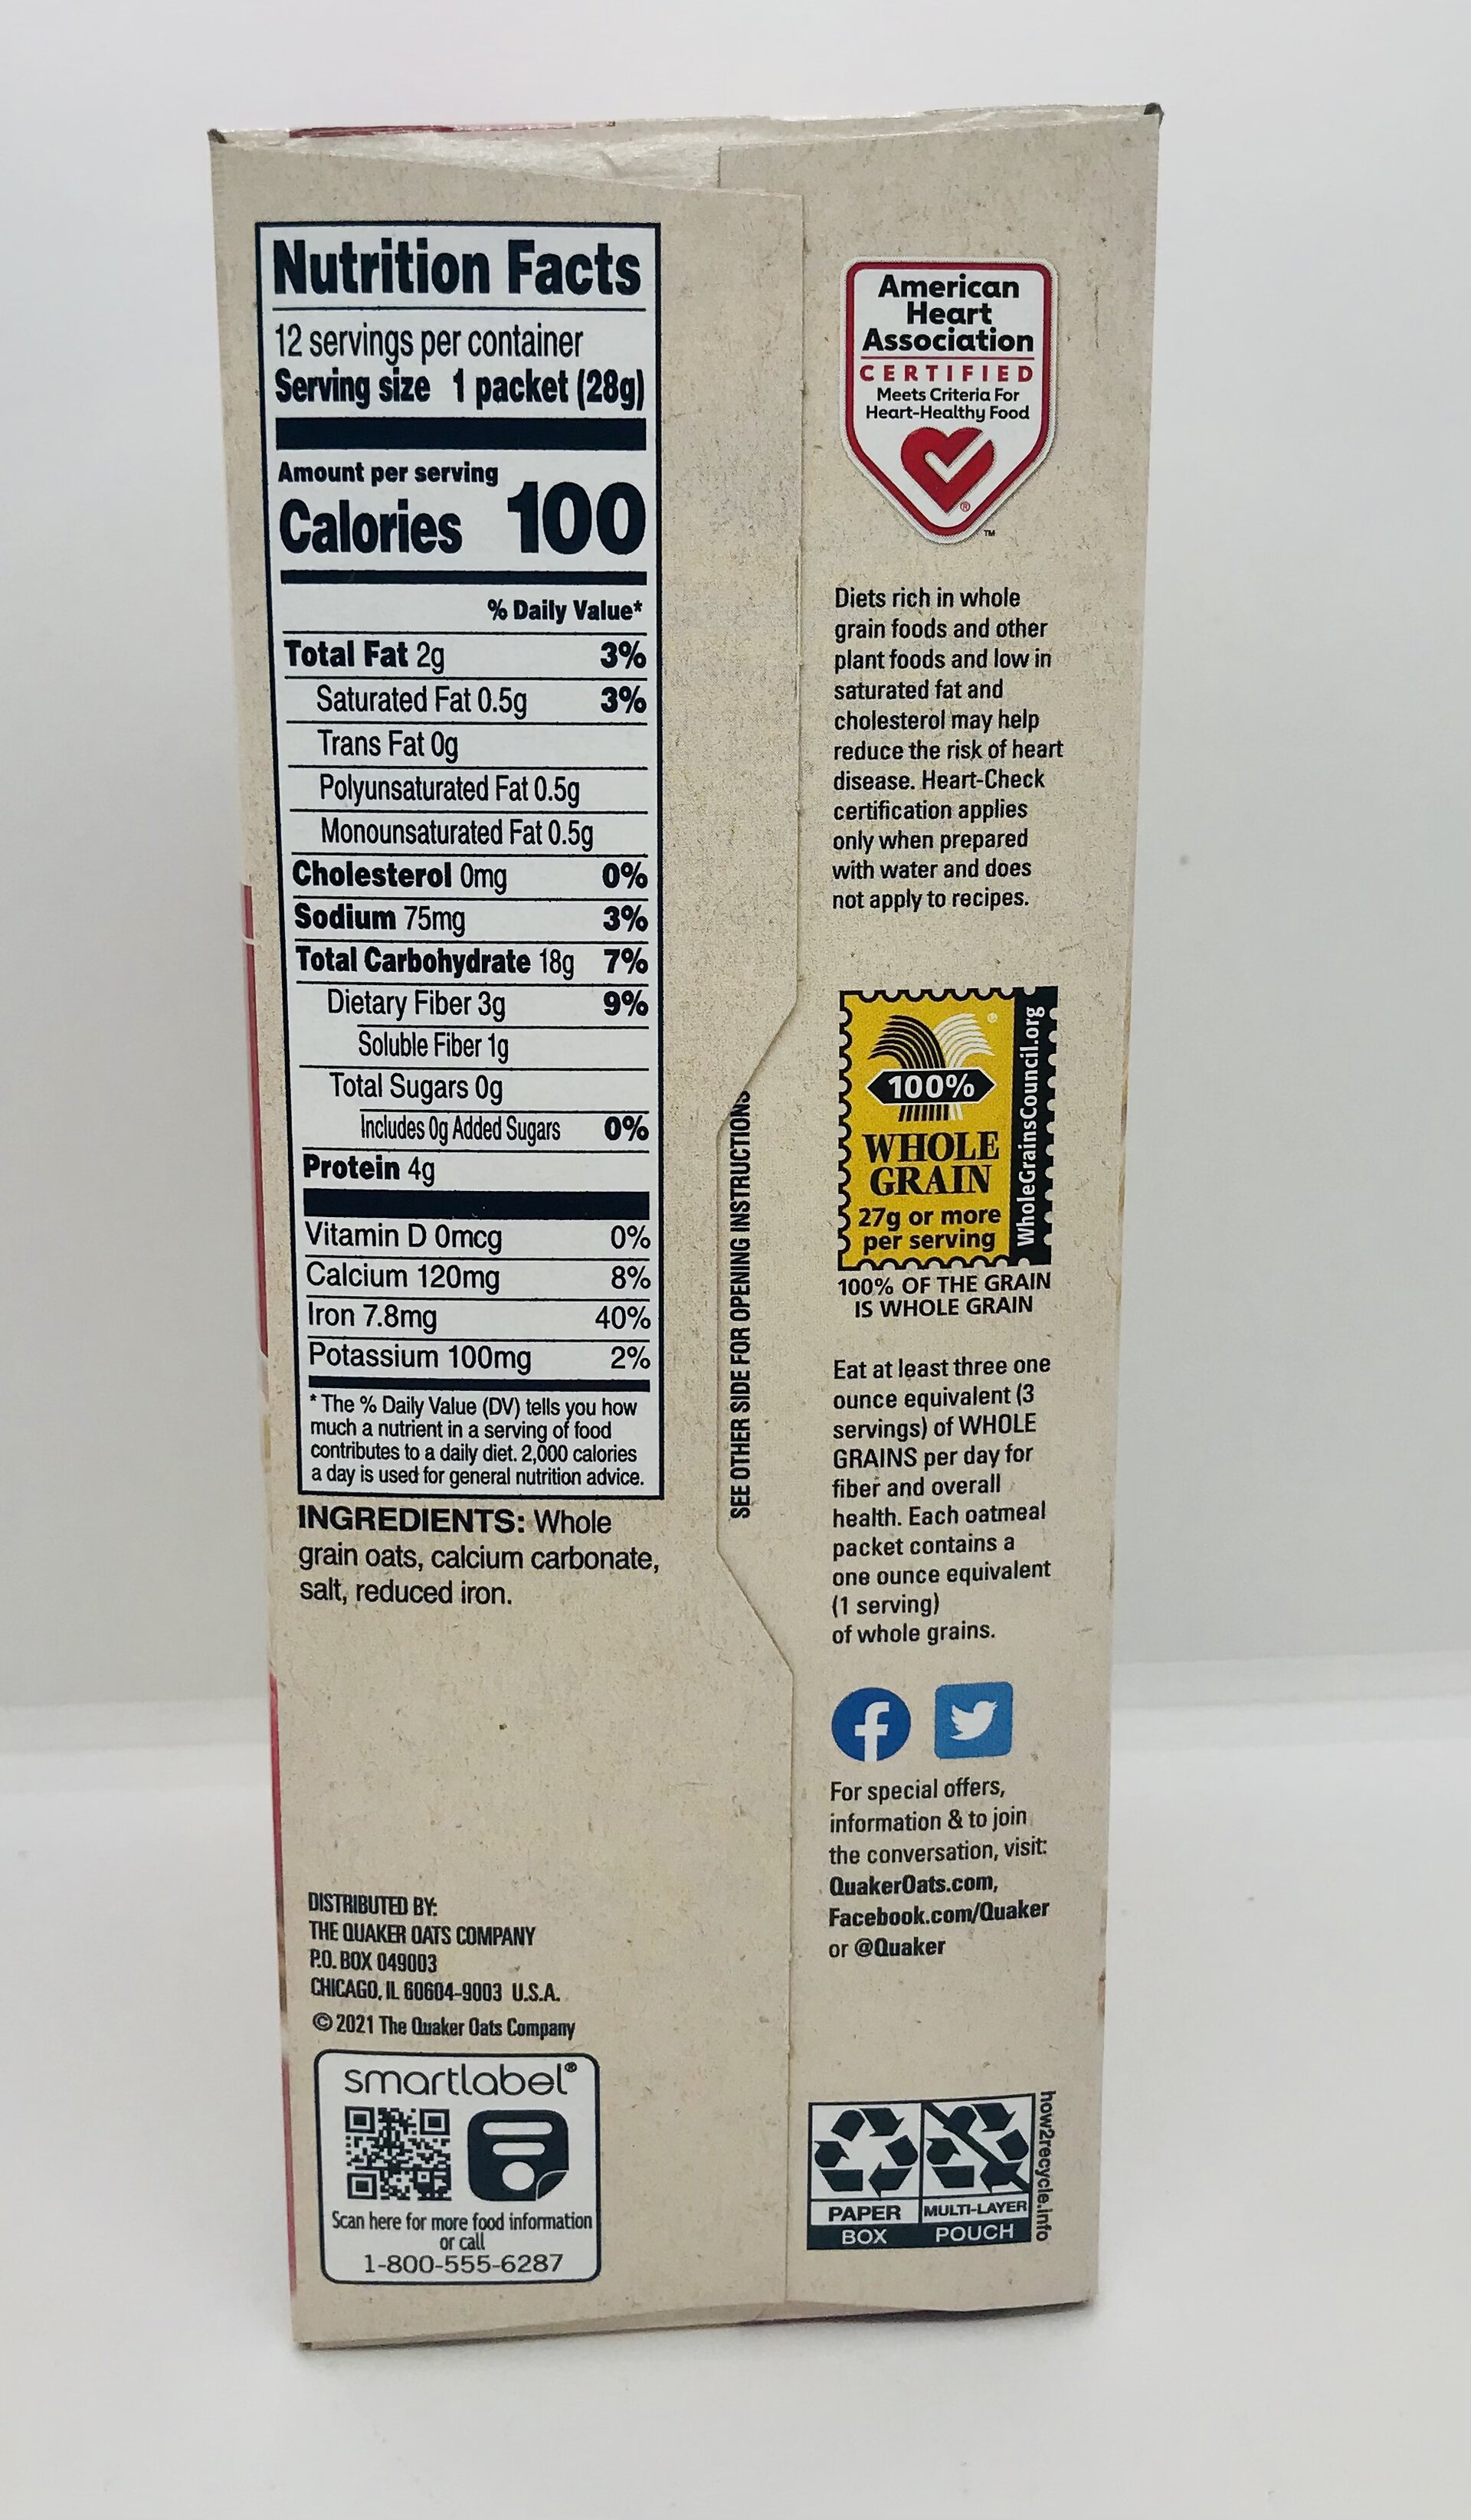 Nutrition Facts
12 servings per container
Serving size 1 packet (28g)
Amount per serving
Calories 100
% Daily Value*
Total Fat 2g 3%
Saturated Fat 0.5g 3%
Trans Fat 0g
Polyunsaturated Fat 0.5g
Monounsaturated Fat 0.5g
Cholesterol 0mg 0%
Sodium 75mg 3%
Total Carbohydrate 18g 7%
Dietary Fiber 3g 9%
Soluble Fiber 1g
Total Sugars 0g
Includes 0g Added Sugars 0%
Protein 4g
Vitamin D 0mcg 0%
Calcium 120mg 8%
Iron 7.8mg 40%
Potassium 100mg 2%
* The % Daily Value (DV) tells you how
much a nutrient in a serving of food
contributes to a daily diet. 2,000 calories
a day is used for general nutrition advice.
INGREDIENTS: Whole
grain oats, calcium carbonate,
salt, reduced iron.
DISTRIBUTED BY:
THE QUAKER OATS COMPANY
P.O. BOX 049003
CHICAGO, IL 60604-9003 U.S.A.
© 2021 The Quaker Oats Company
smartlabel®
Scan here for more food information
or call
1-800-555-6287
SEE OTHER SIDE FOR OPENING INSTRUCTIONS
American
Heart
Association
CERTIFIED
Meets Criteria For
Heart-Healthy Food
®
™
Diets rich in whole
grain foods and other
plant foods and low in
saturated fat and
cholesterol may help
reduce the risk of heart
disease. Heart-Check
certification applies
only when prepared
with water and does
not apply to recipes.
100%
WHOLE
GRAIN
27g or more
per serving
WholeGrainsCouncil.org
100% OF THE GRAIN
IS WHOLE GRAIN
Eat at least three one
ounce equivalent (3
servings) of WHOLE
GRAINS per day for
fiber and overall
health. Each oatmeal
packet contains a
one ounce equivalent
(1 serving)
of whole grains.
For special offers,
information & to join
the conversation, visit:
QuakerOats.com,
Facebook.com/Quaker
or @Quaker
PAPER MULTI-LAYER
BOX POUCH
how2recycle.info